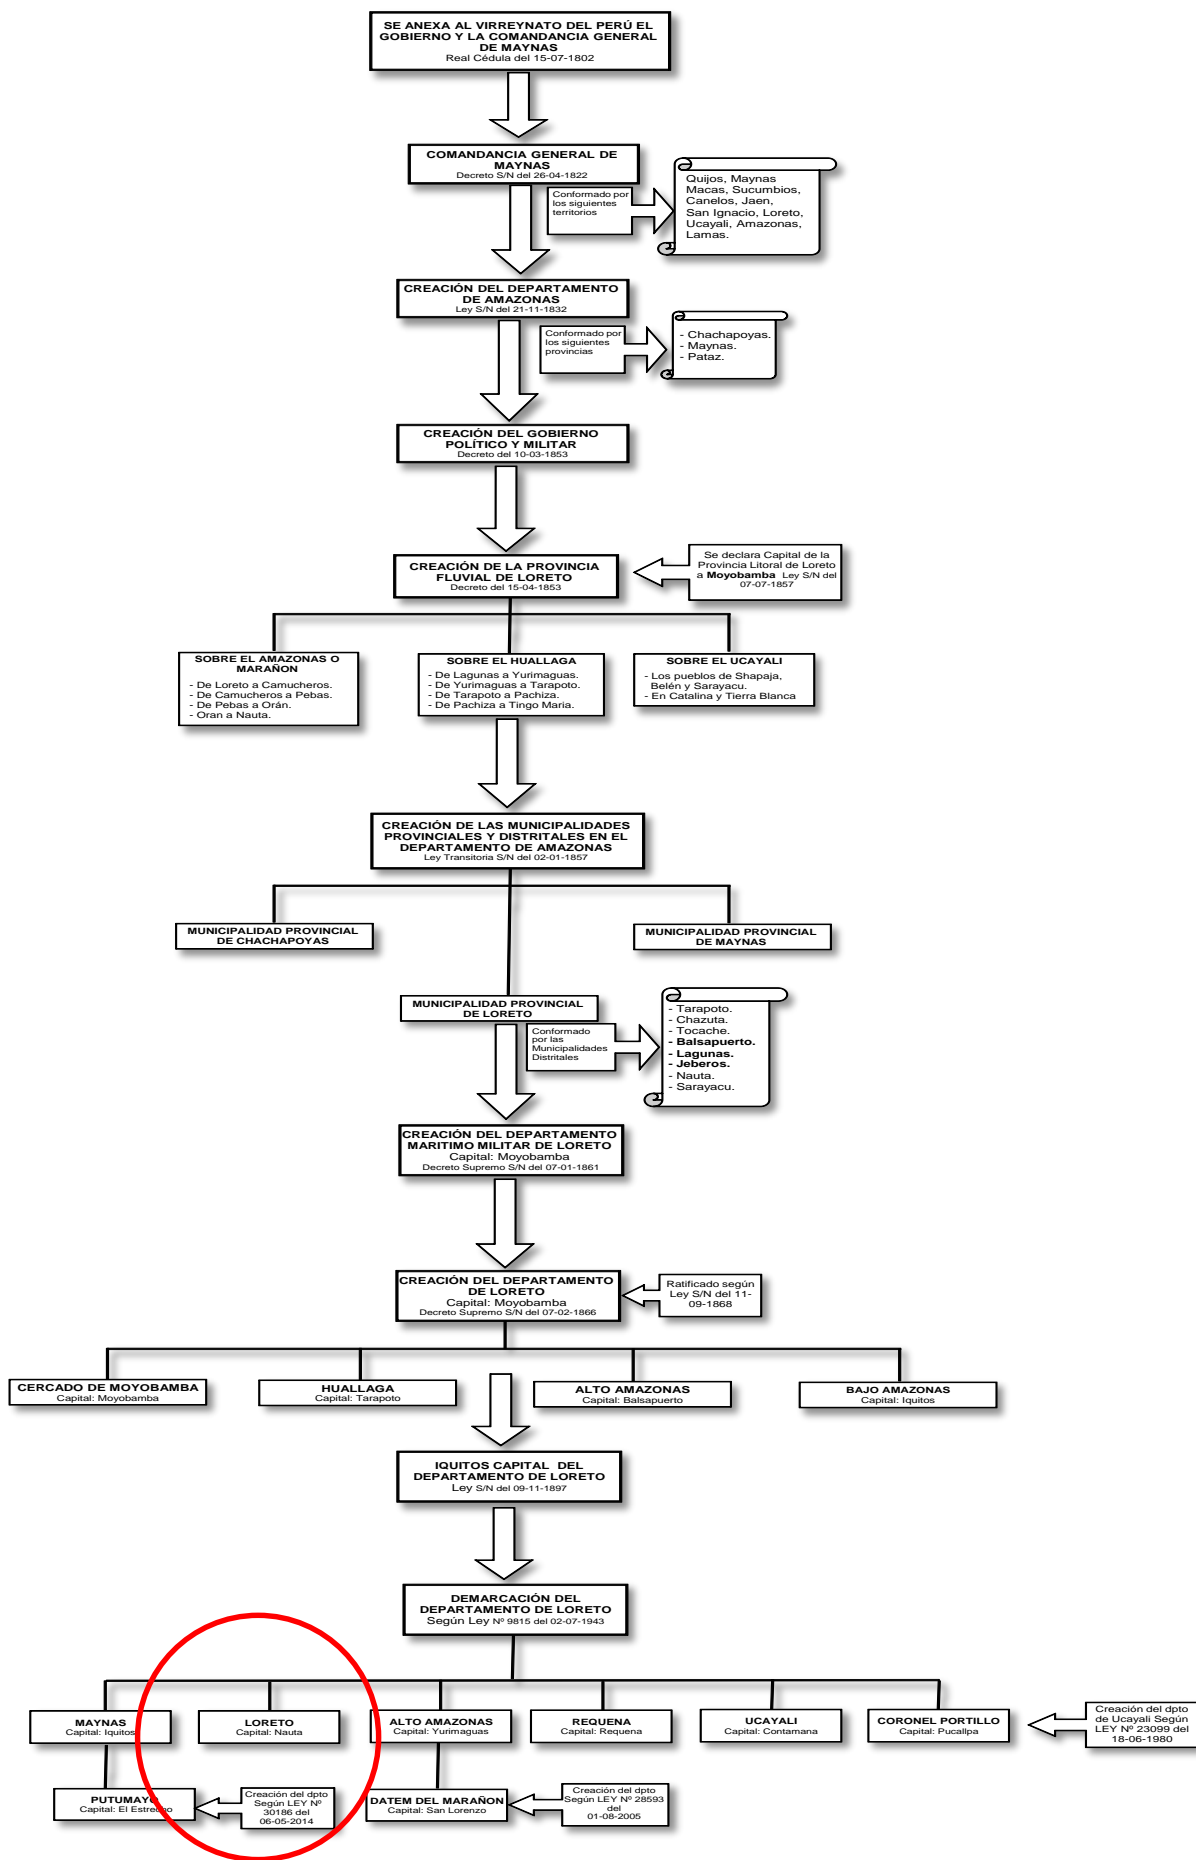 SE ANEXA AL VIRREYNATO DEL PERÚ EL
GOBIERNO Y LA COMANDANCIA GENERAL
DE MAYNAS
Real Cédula del 15-07-1802
COMANDANCIA GENERAL DE
MAYNAS
Decreto S/N del 26-04-1822
Conformado por
los siguientes
territorios
Quijos, Maynas
Macas, Sucumbios,
Canelos, Jaen,
San Ignacio, Loreto,
Ucayali, Amazonas,
Lamas.
CREACIÓN DEL DEPARTAMENTO
DE AMAZONAS
Ley S/N del 21-11-1832
Conformado por
los siguientes
provincias
- Chachapoyas.
- Maynas.
- Pataz.
CREACIÓN DEL GOBIERNO
POLÍTICO Y MILITAR
Decreto del 10-03-1853
CREACIÓN DE LA PROVINCIA
FLUVIAL DE LORETO
Decreto del 15-04-1853
Se declara Capital de la
Provincia Litoral de Loreto
a Moyobamba Ley S/N del
07-07-1857
SOBRE EL AMAZONAS O
MARAÑON
- De Loreto a Camucheros.
- De Camucheros a Pebas.
- De Pebas a Orán.
- Oran a Nauta.
SOBRE EL HUALLAGA
- De Lagunas a Yurimaguas.
- De Yurimaguas a Tarapoto.
- De Tarapoto a Pachiza.
- De Pachiza a Tingo Maria.
SOBRE EL UCAYALI
- Los pueblos de Shapaja,
Belén y Sarayacu.
- En Catalina y Tierra Blanca
CREACIÓN DE LAS MUNICIPALIDADES
PROVINCIALES Y DISTRITALES EN EL
DEPARTAMENTO DE AMAZONAS
Ley Transitoria S/N del 02-01-1857
MUNICIPALIDAD PROVINCIAL
DE CHACHAPOYAS
MUNICIPALIDAD PROVINCIAL
DE MAYNAS
MUNICIPALIDAD PROVINCIAL
DE LORETO
Conformado
por las
Municipalidades
Distritales
- Tarapoto.
- Chazuta.
- Tocache.
- Balsapuerto.
- Lagunas.
- Jeberos.
- Nauta.
- Sarayacu.
CREACIÓN DEL DEPARTAMENTO
MARITIMO MILITAR DE LORETO
Capital: Moyobamba
Decreto Supremo S/N del 07-01-1861
CREACIÓN DEL DEPARTAMENTO
DE LORETO
Capital: Moyobamba
Decreto Supremo S/N del 07-02-1866
Ratificado según
Ley S/N del 11-
09-1868
CERCADO DE MOYOBAMBA
Capital: Moyobamba
HUALLAGA
Capital: Tarapoto
ALTO AMAZONAS
Capital: Balsapuerto
BAJO AMAZONAS
Capital: Iquitos
IQUITOS CAPITAL DEL
DEPARTAMENTO DE LORETO
Ley S/N del 09-11-1897
DEMARCACIÓN DEL
DEPARTAMENTO DE LORETO
Según Ley Nº 9815 del 02-07-1943
MAYNAS
Capital: Iquitos
LORETO
Capital: Nauta
ALTO AMAZONAS
Capital: Yurimaguas
REQUENA
Capital: Requena
UCAYALI
Capital: Contamana
CORONEL PORTILLO
Capital: Pucallpa
Creación del dpto
de Ucayali Según
LEY Nº 23099 del
18-06-1980
PUTUMAYO
Capital: El Estrecho
Creación del dpto
Según LEY Nº
30186 del
06-05-2014
DATEM DEL MARAÑON
Capital: San Lorenzo
Creación del dpto
Según LEY Nº 28593
del
01-08-2005